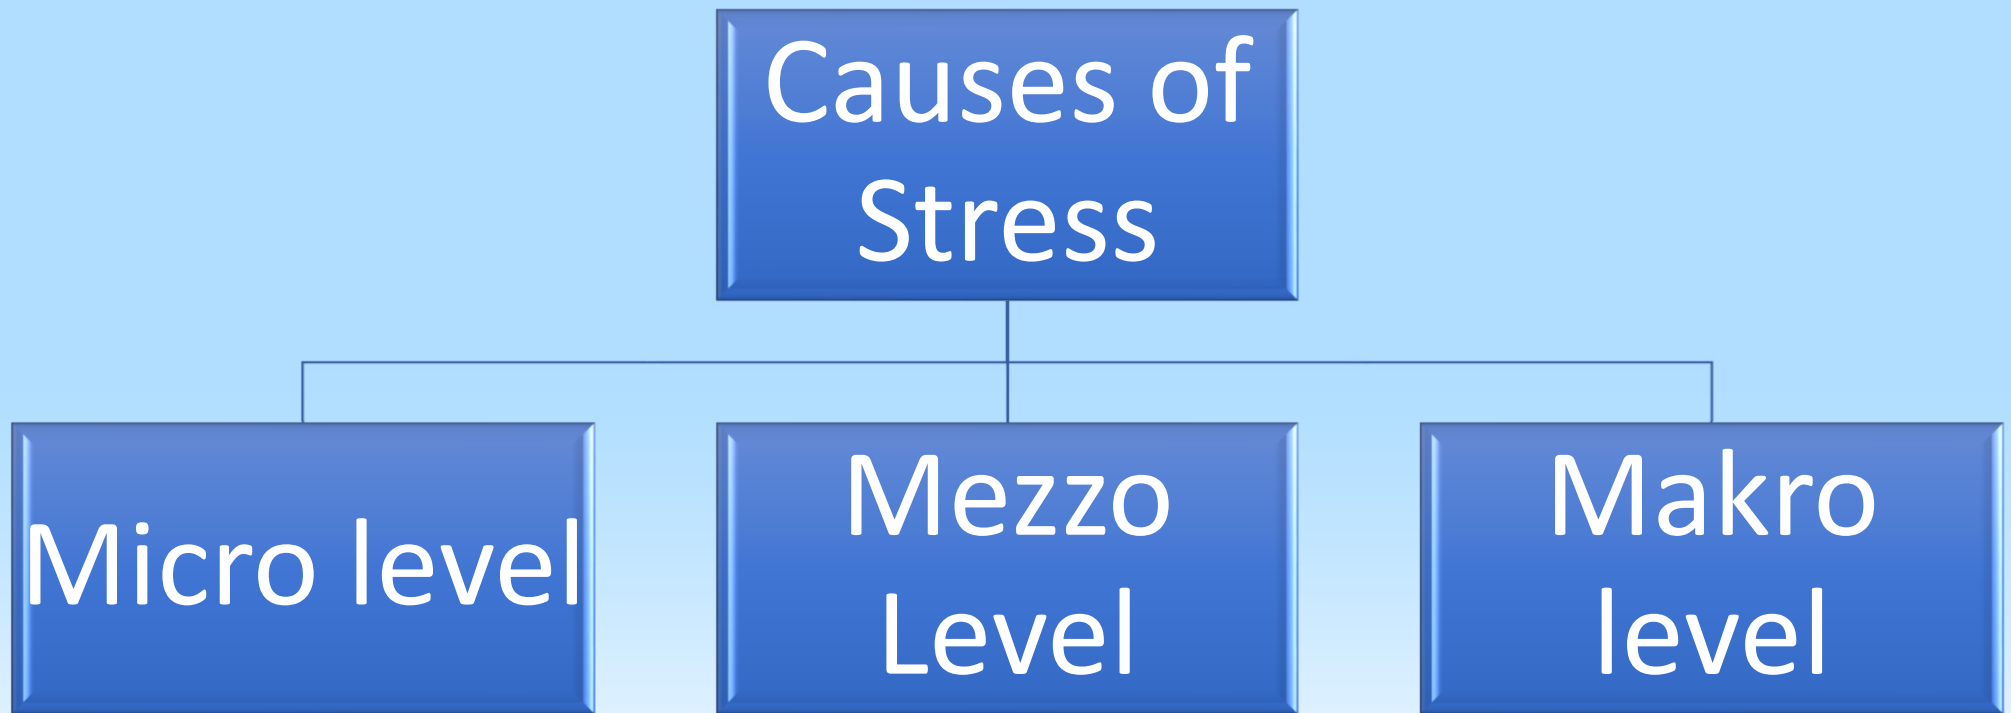 Causes of
Stress
Micro level
Mezzo
Level
Makro
level